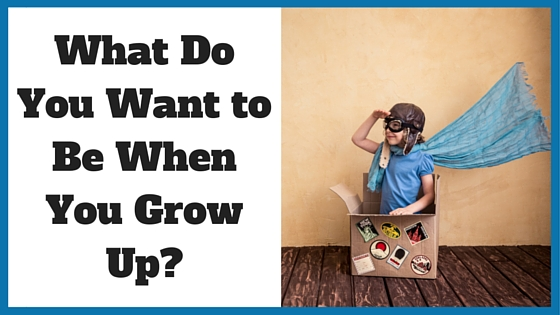 What Do
You Want to
Be When
You Grow
Up?